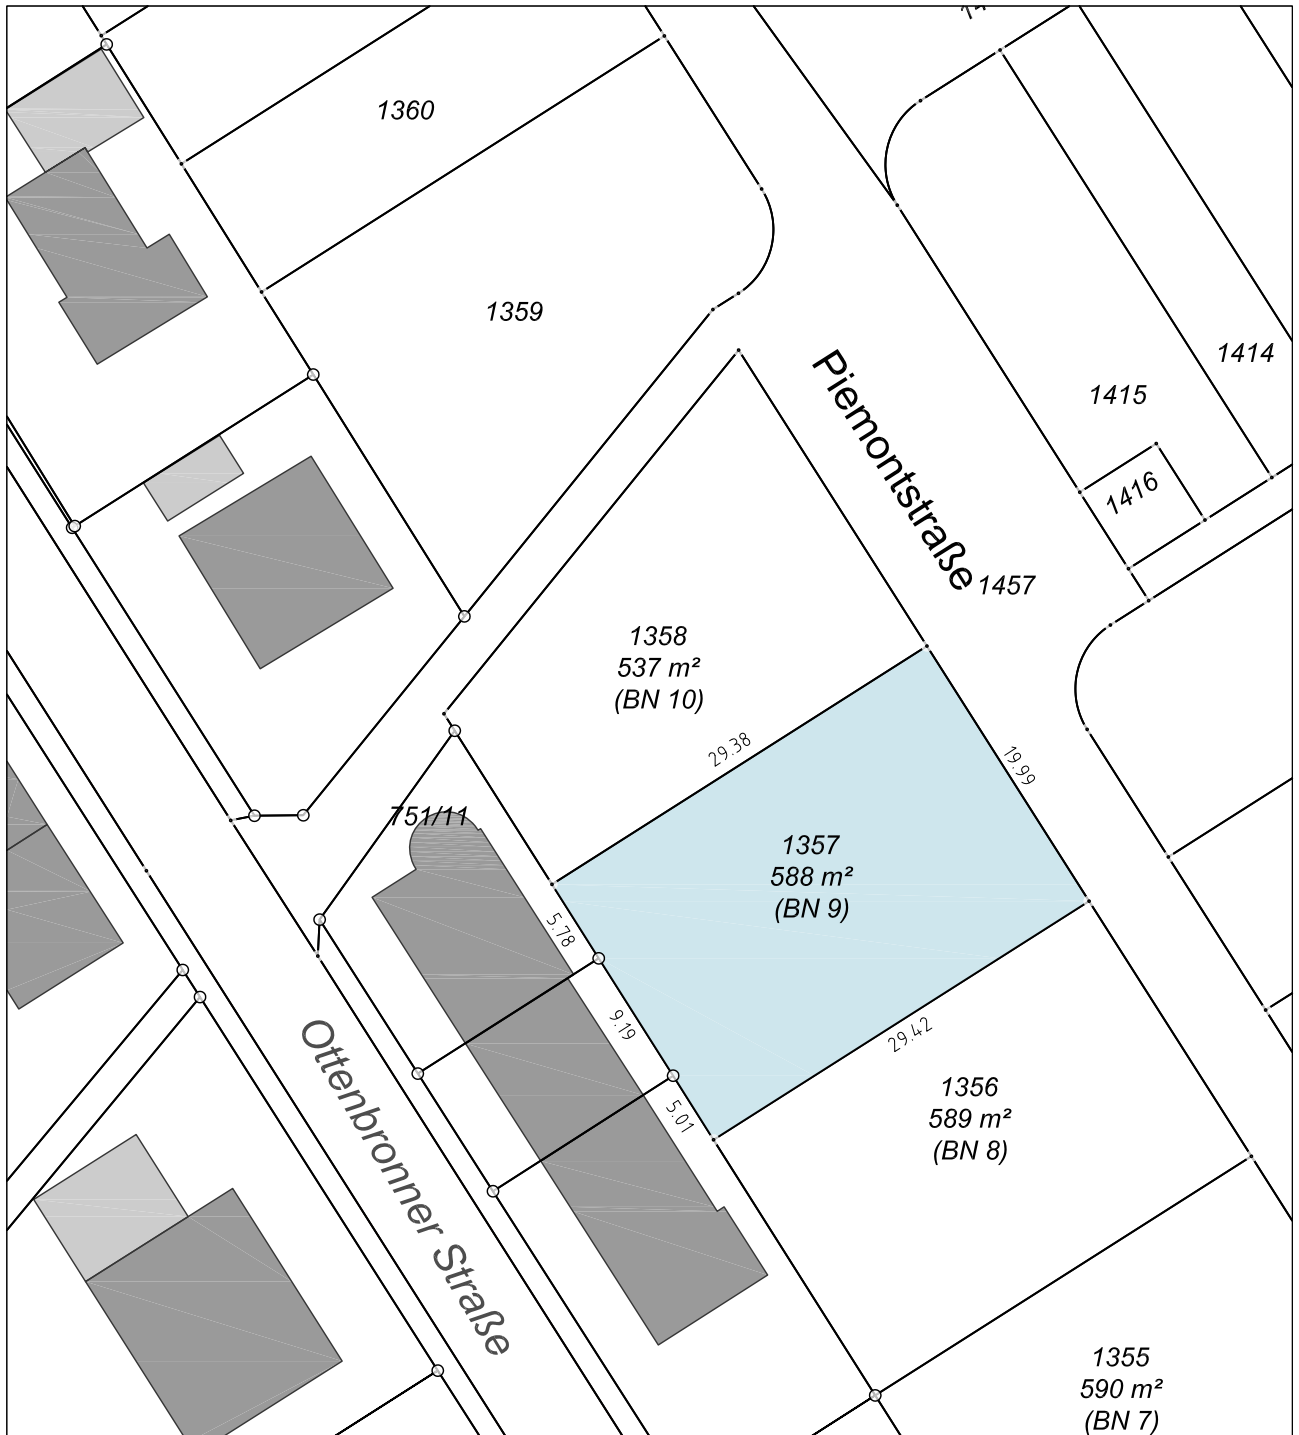 1360
1359
1414
1415
1416
Piemontstraße
1457
1358
537 m²
(BN 10)
29.38
19.99
751/11
1357
588 m²
(BN 9)
5.78
9.19
5.01
29.42
Ottenbronner Straße
1356
589 m²
(BN 8)
1355
590 m²
(BN 7)